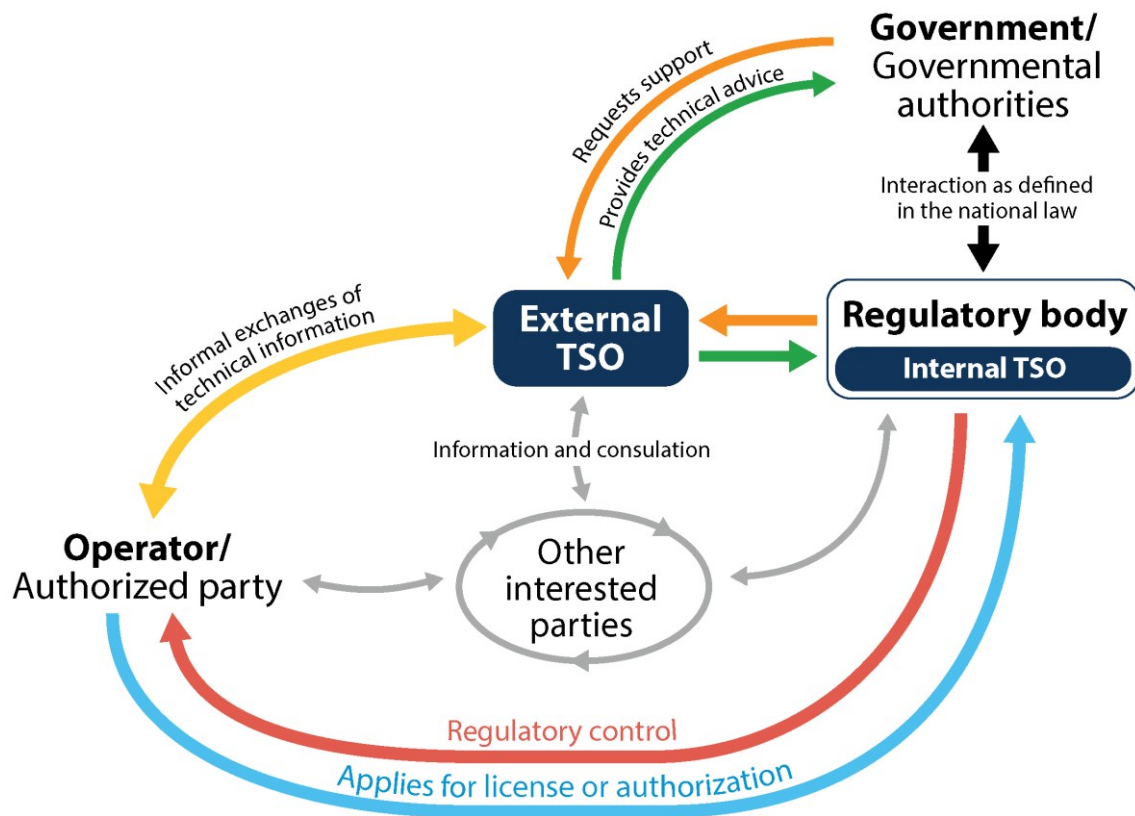 Government/
Governmental
authorities
Requests support
Provides technical advice
Interaction as defined
in the national law
External
TSO
Regulatory body
Internal TSO
Informal exchanges of
technical information
Information and consulation
Operator/
Authorized party
Other
interested
parties
Regulatory control
Applies for license or authorization